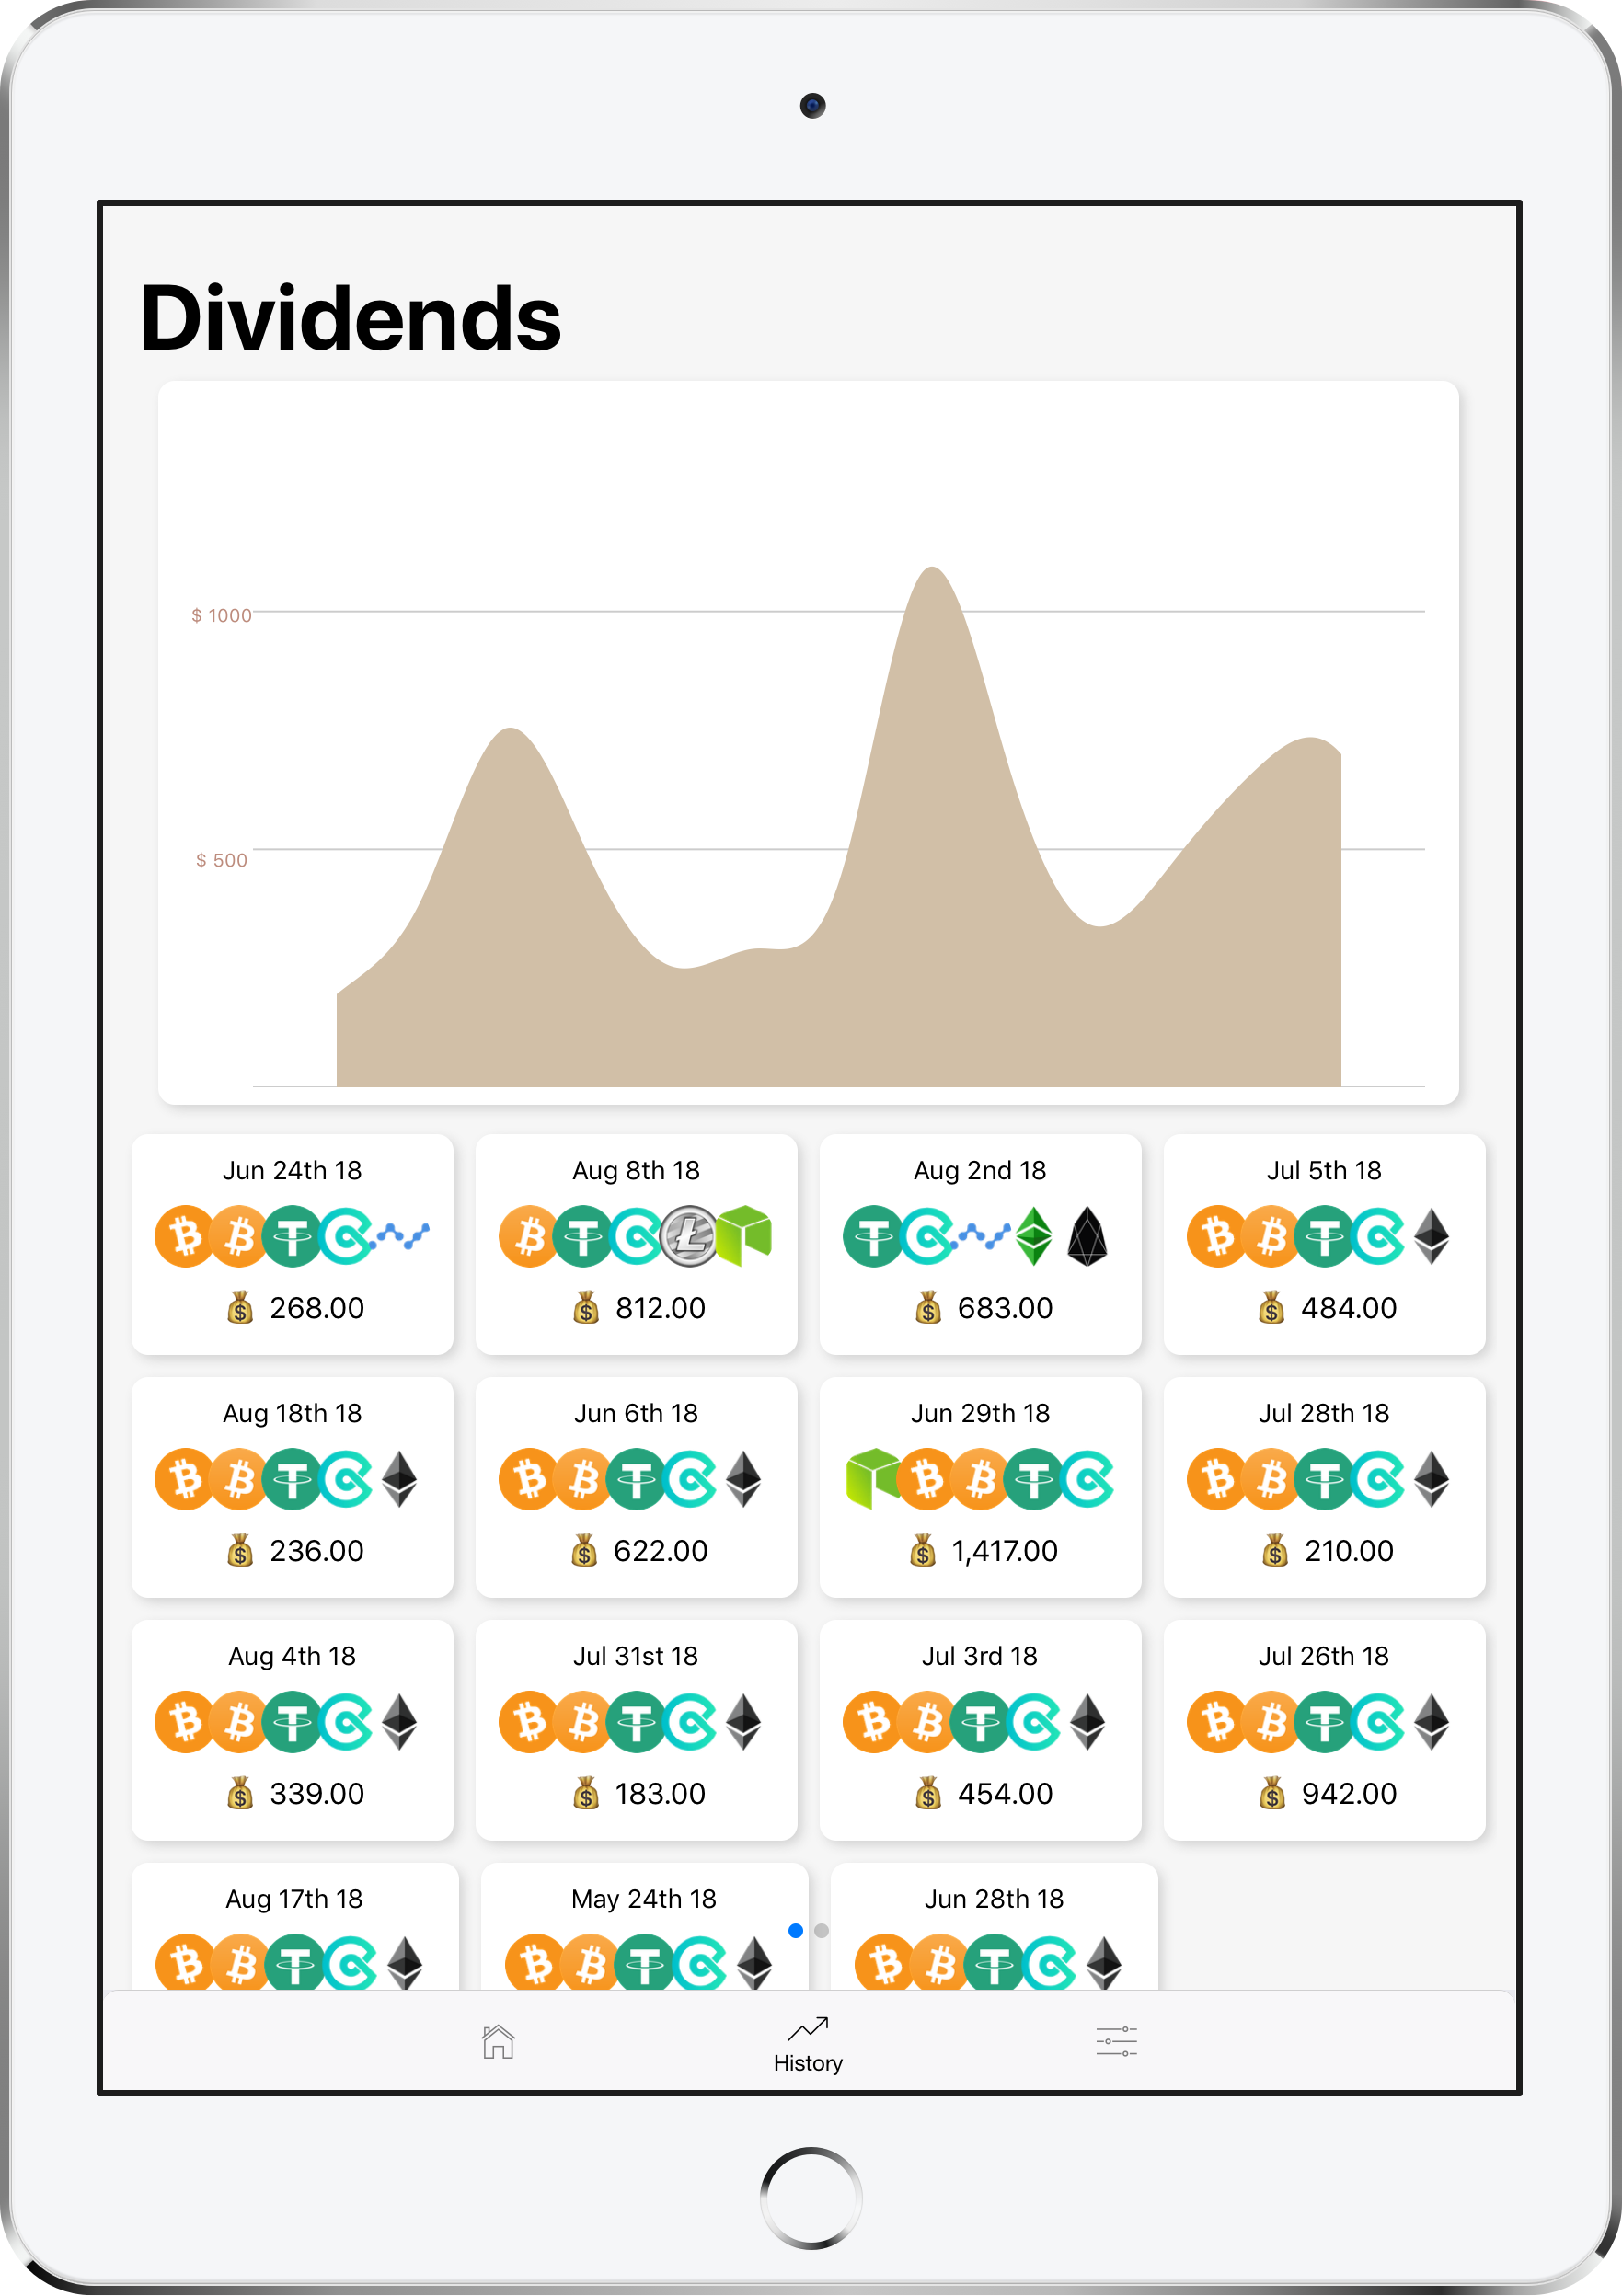 Dividends
$ 1000
$ 500
Jun 24th 18
Aug 8th 18
Aug 2nd 18
Jul 5th 18
268.00
812.00
683.00
484.00
Aug 18th 18
Jun 6th 18
Jun 29th 18
Jul 28th 18
236.00
622.00
1,417.00
210.00
Aug 4th 18
Jul 31st 18
Jul 3rd 18
Jul 26th 18
339.00
183.00
454.00
942.00
Aug 17th 18
May 24th 18
Jun 28th 18
History